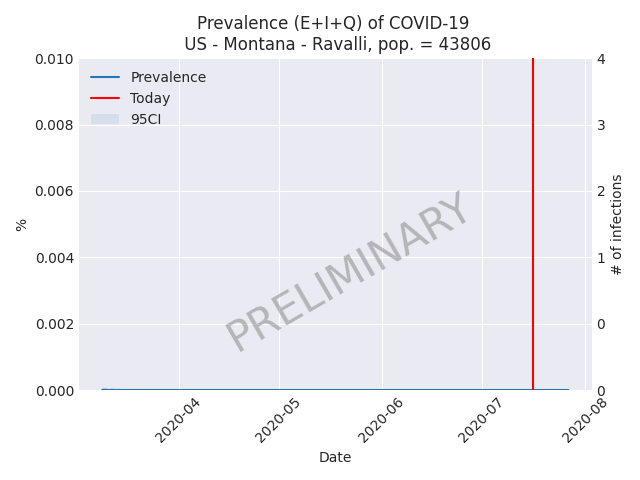 Prevalence (E+I+Q) of COVID-19
US - Montana - Ravalli, pop. = 43806
Prevalence
Today
95CI
0.010
0.008
0.006
0.004
0.002
0.000
%
4
3
2
1
0
0
# of infections
PRELIMINARY
2020-04
2020-05
2020-06
2020-07
2020-08
Date